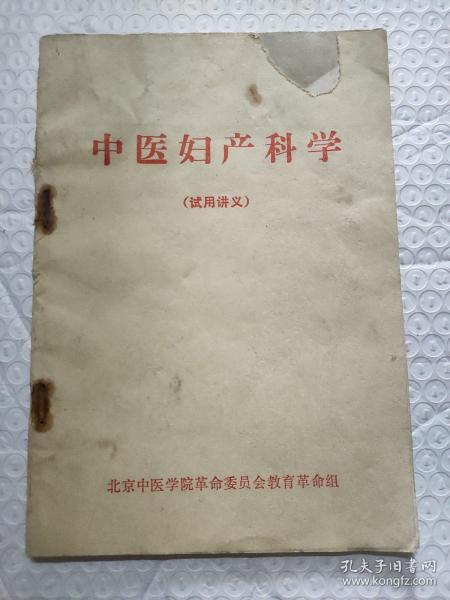 中医妇产科学
（试用讲义）
北京中医学院革命委员会教育革命组
孔夫子旧书网
www.kongfz.com